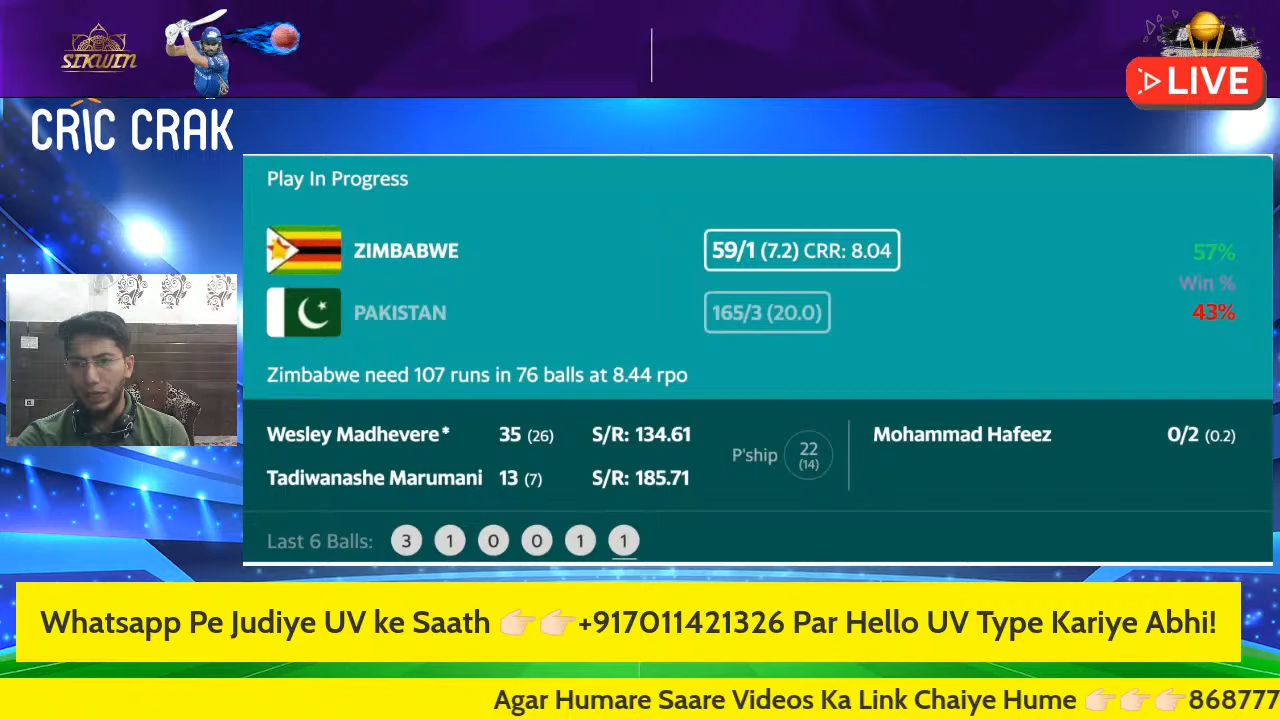 SIKWIN
LIVE
CRIC CRAK
Play In Progress
ZIMBABWE
59/1 (7.2) CRR: 8.04
57%
Win %
PAKISTAN
165/3 (20.0)
43%
Zimbabwe need 107 runs in 76 balls at 8.44 rpo
Wesley Madhevere* 35 (26) S/R: 134.61
Tadiwanashe Marumani 13 (7) S/R: 185.71
P'ship 22 (14)
Mohammad Hafeez 0/2 (0.2)
Last 6 Balls: 3 1 0 0 1 1
Whatsapp Pe Judiye UV ke Saath 👉🏻👉🏻+917011421326 Par Hello UV Type Kariye Abhi!
Agar Humare Saare Videos Ka Link Chaiye Hume 👉🏻👉🏻👉🏻868777